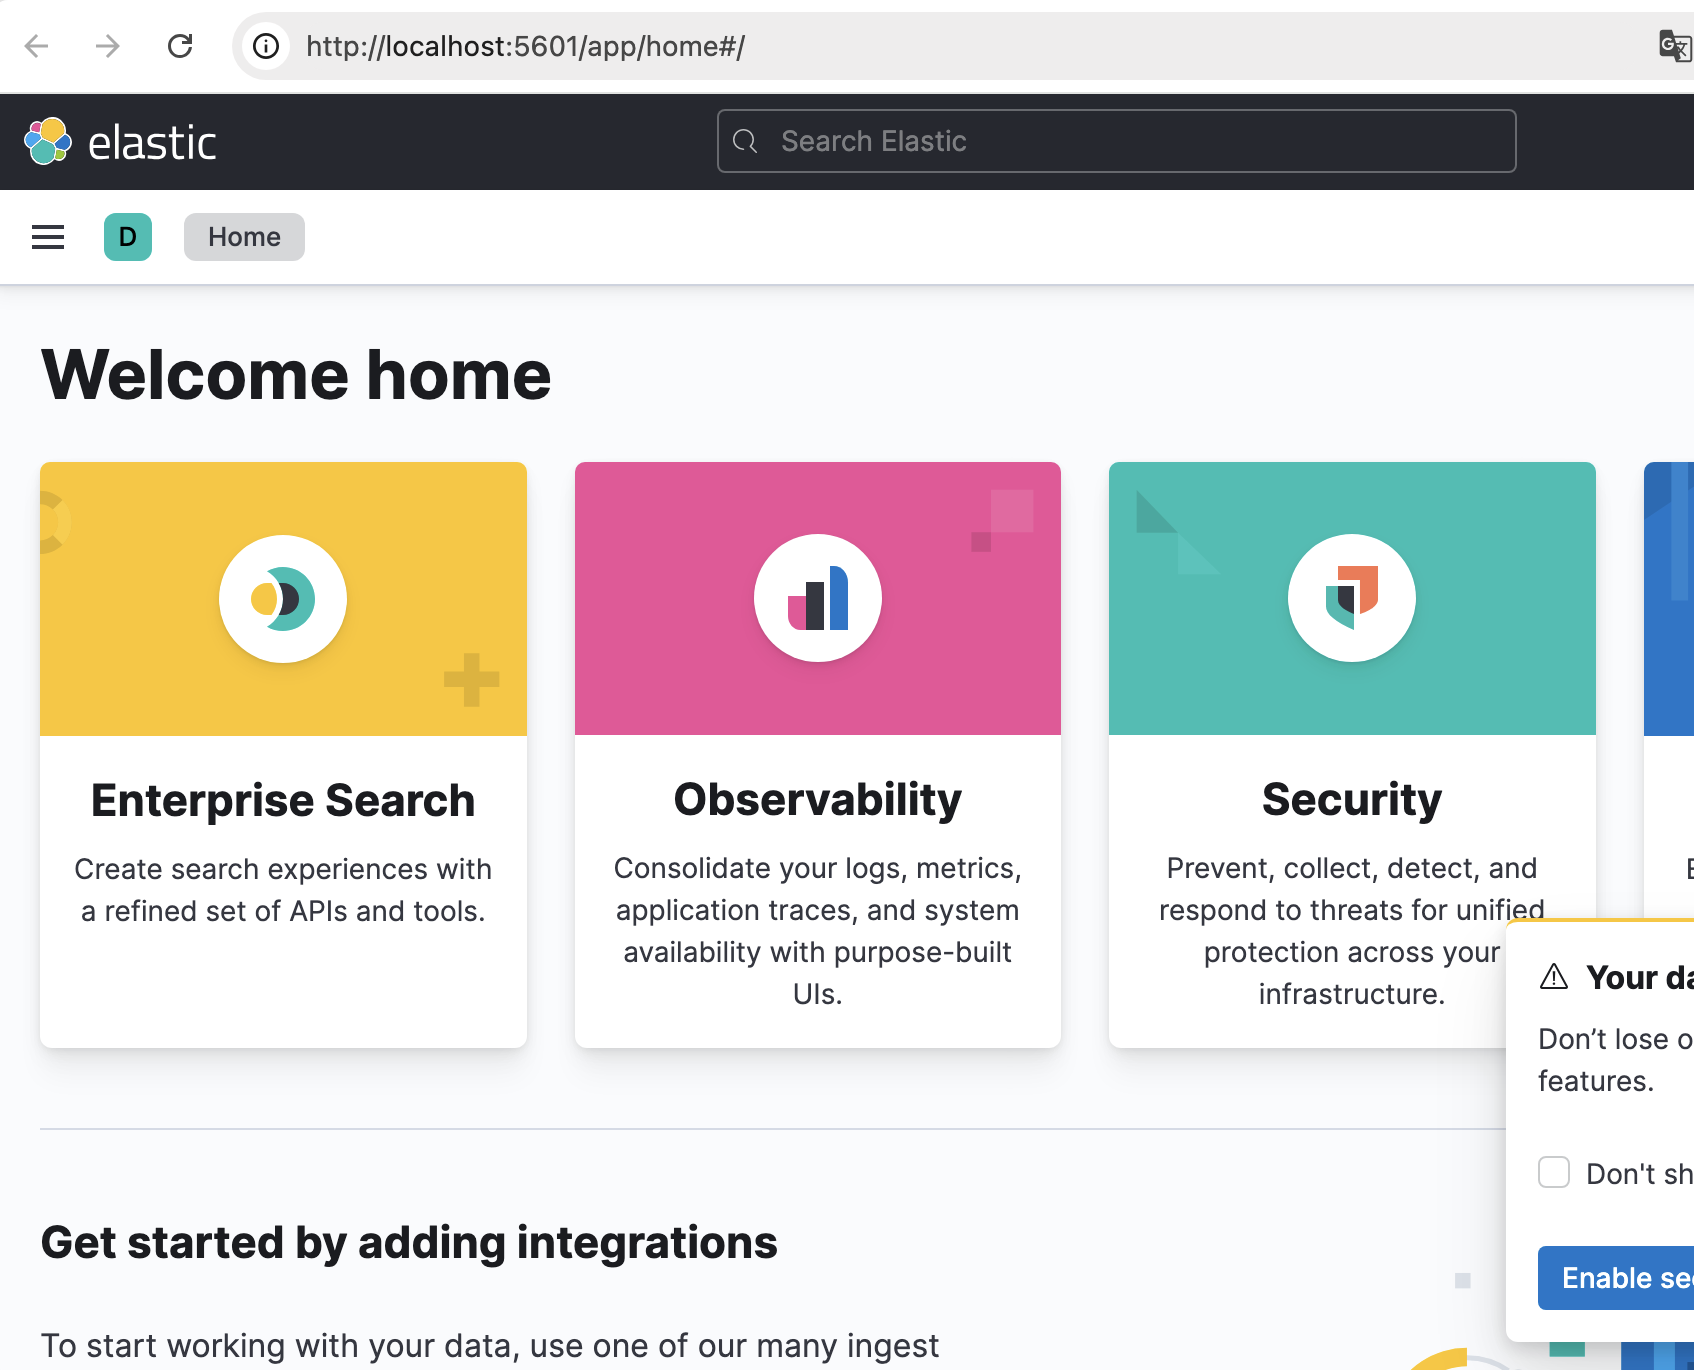 http://localhost:5601/app/home#/
elastic
Search Elastic
D
Home
Welcome home
Enterprise Search
Create search experiences with
a refined set of APIs and tools.
Observability
Consolidate your logs, metrics,
application traces, and system
availability with purpose-built
UIs.
Security
Prevent, collect, detect, and
respond to threats for unified
protection across your
infrastructure.
Your da
Don’t lose o
features.
Don't sh
Enable se
Get started by adding integrations
To start working with your data, use one of our many ingest